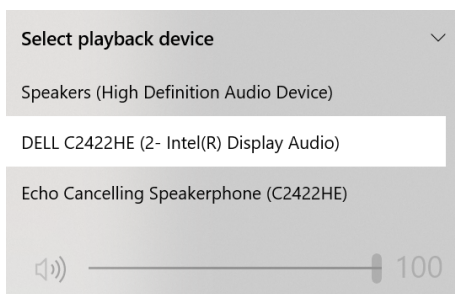 Select playback device
Speakers (High Definition Audio Device)
DELL C2422HE (2- Intel(R) Display Audio)
Echo Cancelling Speakerphone (C2422HE)
100